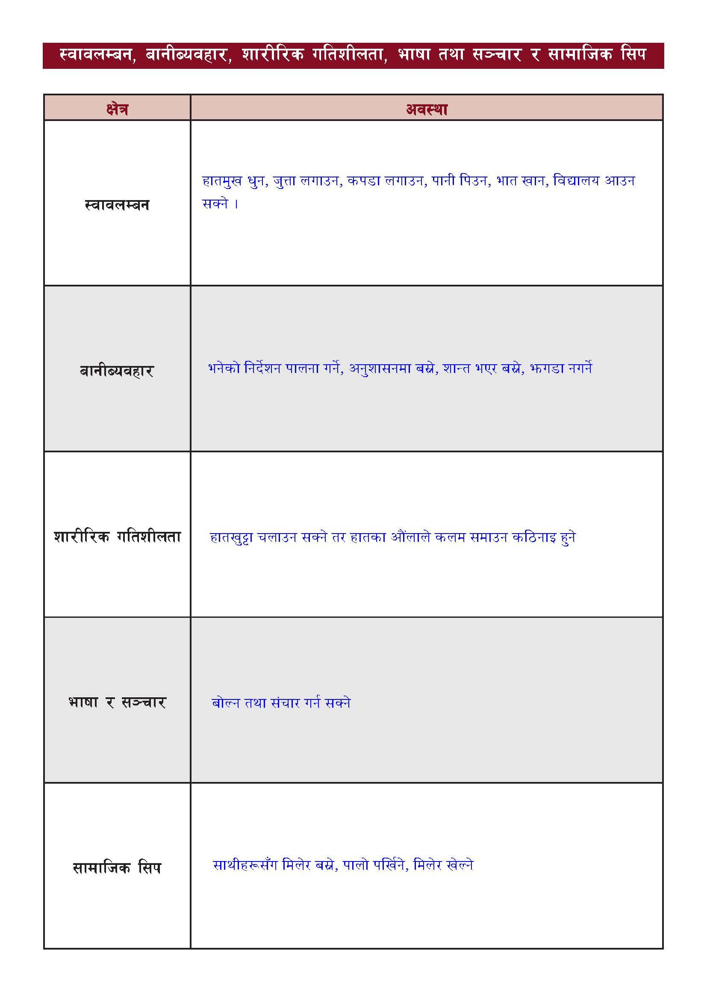 स्वावलम्बन, बानीब्यवहार, शारीरिक गतिशीलता, भाषा तथा सञ्चार र सामाजिक सिप
क्षेत्र
अवस्था
स्वावलम्बन
हातमुख धुन, जुत्ता लगाउन, कपडा लगाउन, पानी पिउन, भात खान, विद्यालय आउन
सक्ने ।
बानीब्यवहार
भनेको निर्देशन पालना गर्ने, अनुशासनमा बस्ने, शान्त भएर बस्ने, झगडा नगर्ने
शारीरिक गतिशीलता
हातखुट्टा चलाउन सक्ने तर हातका औंलाले कलम समाउन कठिनाइ हुने
भाषा र सञ्चार
बोल्न तथा संचार गर्न सक्ने
सामाजिक सिप
साथीहरूसँग मिलेर बस्ने, पालो पर्खिने, मिलेर खेल्ने